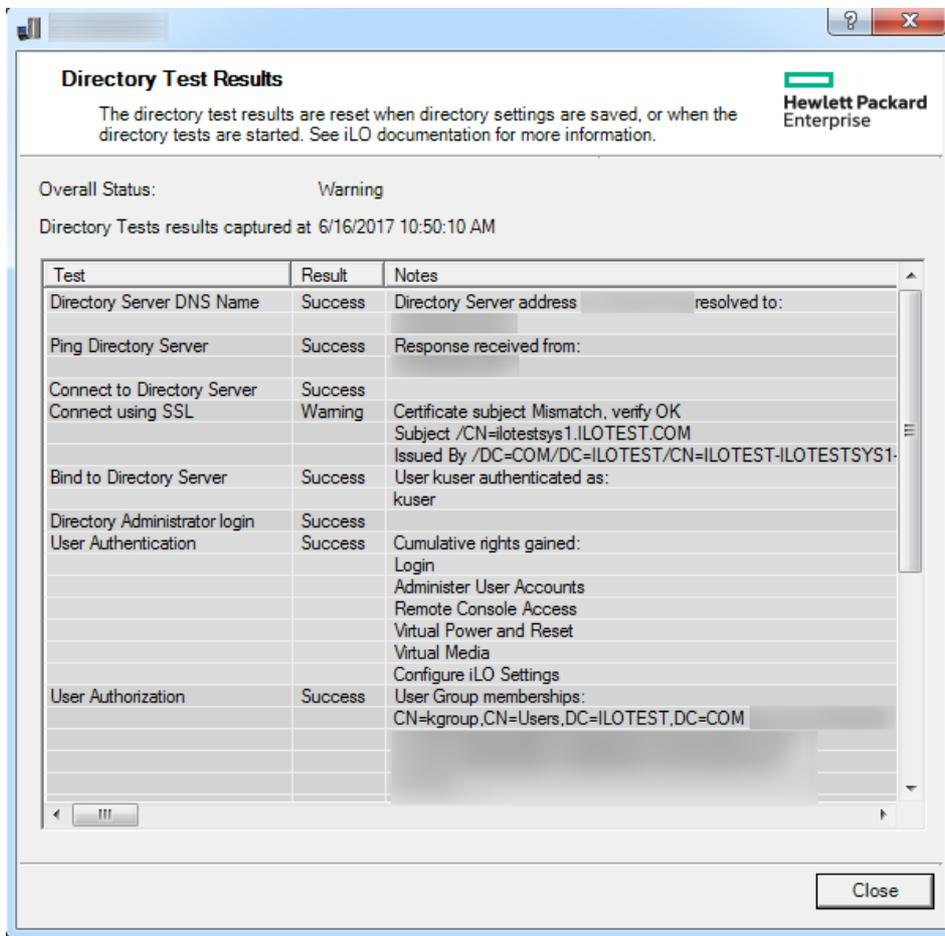 Directory Test Results
The directory test results are reset when directory settings are saved, or when the
directory tests are started. See iLO documentation for more information.
Hewlett Packard
Enterprise
Overall Status: Warning
Directory Tests results captured at 6/16/2017 10:50:10 AM
Test Result Notes
Directory Server DNS Name Success Directory Server address resolved to:
Ping Directory Server Success Response received from:
Connect to Directory Server Success
Connect using SSL Warning Certificate subject Mismatch, verify OK
Subject /CN=ilotestsys1.ILOTEST.COM
Issued By /DC=COM/DC=ILOTEST/CN=ILOTEST-ILOTESTSYS1-
Bind to Directory Server Success User kuser authenticated as:
kuser
Directory Administrator login Success
User Authentication Success Cumulative rights gained:
Login
Administer User Accounts
Remote Console Access
Virtual Power and Reset
Virtual Media
Configure iLO Settings
User Authorization Success User Group memberships:
CN=kgroup,CN=Users,DC=ILOTEST,DC=COM
Close